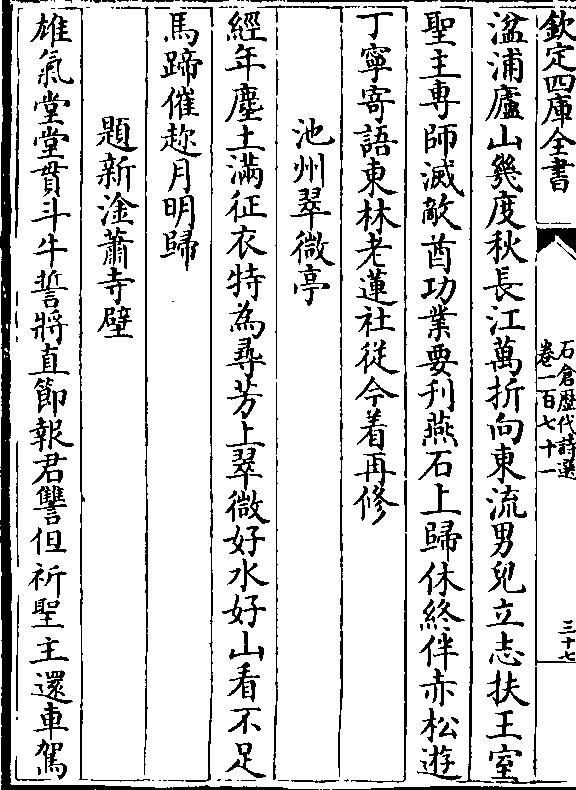 欽定四庫全書
石倉歴代詩選
卷一百七十一
三十七
湓浦廬山幾度秋長江萬折向東流男兒立志扶王室
聖主專師滅敵酋功業要刋燕石上歸休終伴赤松遊
丁寧寄語東林老蓮社從今着再修
池州翠微亭
經年塵土滿征衣特為尋芳上翠微好水好山看不足
馬蹄催趂月明歸
題新淦蕭寺壁
雄氣堂堂貫斗牛誓將直節報君讐但祈聖主還車駕